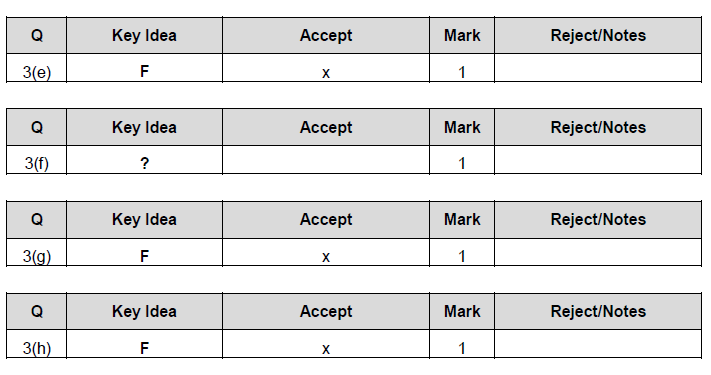 Q Key Idea Accept Mark Reject/Notes
3(e) F x 1
Q Key Idea Accept Mark Reject/Notes
3(f) ? 1
Q Key Idea Accept Mark Reject/Notes
3(g) F x 1
Q Key Idea Accept Mark Reject/Notes
3(h) F x 1